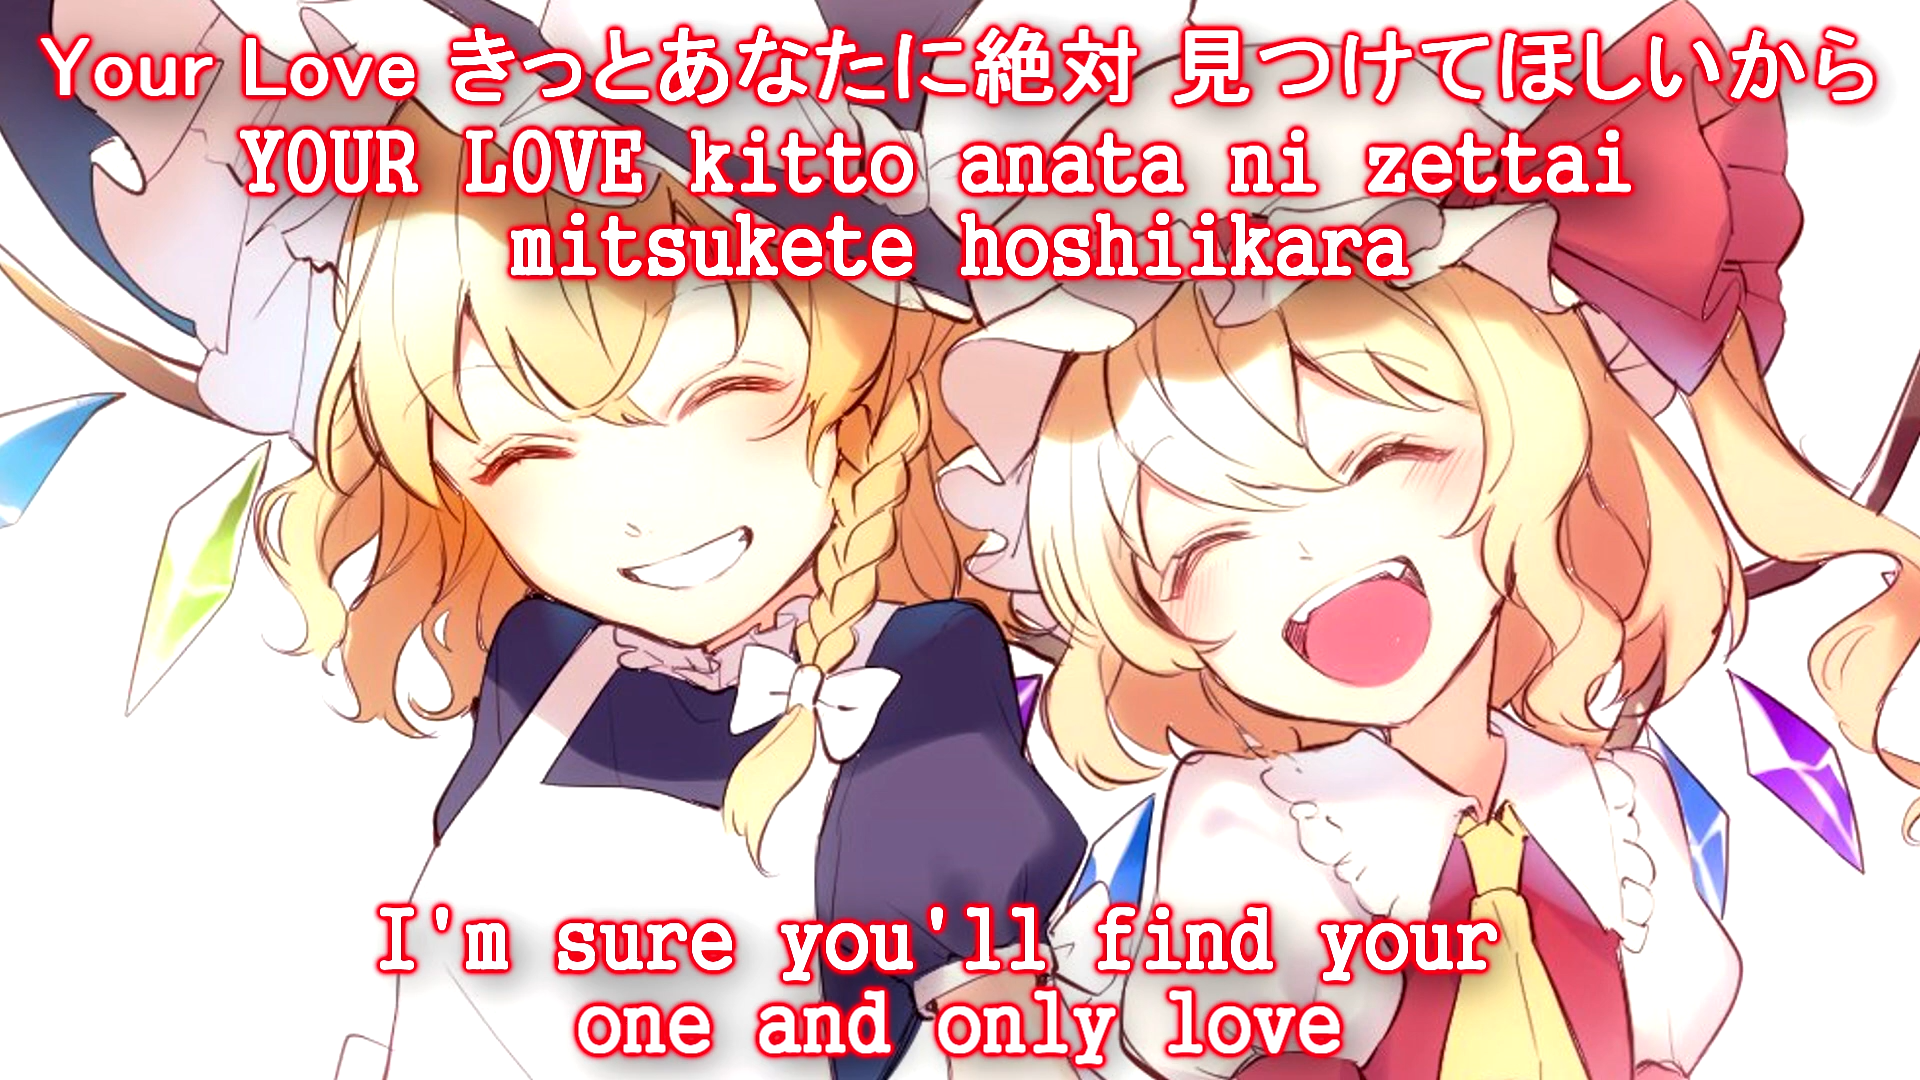 Your Love きっとあなたに絶対 見つけてほしいから
YOUR LOVE kitto anata ni zettai
mitsukete hoshiikara
I'm sure you'll find your
one and only love